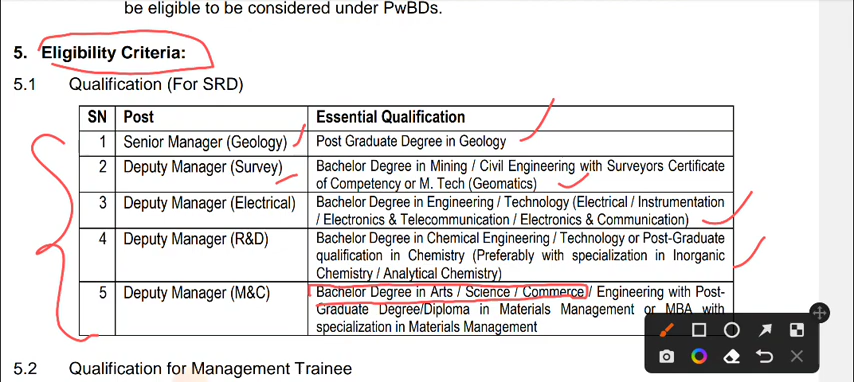 be eligible to be considered under PwBDs.
5. Eligibility Criteria:
5.1 Qualification (For SRD)
SN Post Essential Qualification
1 Senior Manager (Geology) Post Graduate Degree in Geology
2 Deputy Manager (Survey) Bachelor Degree in Mining / Civil Engineering with Surveyors Certificate
of Competency or M. Tech (Geomatics)
3 Deputy Manager (Electrical) Bachelor Degree in Engineering / Technology (Electrical / Instrumentation
/ Electronics & Telecommunication / Electronics & Communication)
4 Deputy Manager (R&D) Bachelor Degree in Chemical Engineering / Technology or Post-Graduate
qualification in Chemistry (Preferably with specialization in Inorganic
Chemistry / Analytical Chemistry)
5 Deputy Manager (M&C) Bachelor Degree in Arts / Science / Commerce / Engineering with Post-
Graduate Degree/Diploma in Materials Management or MBA with
specialization in Materials Management
5.2 Qualification for Management Trainee